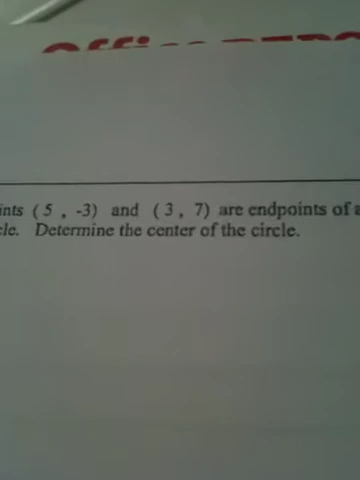 ints (5 , -3) and (3, 7) are endpoints of a
cle. Determine the center of the circle.